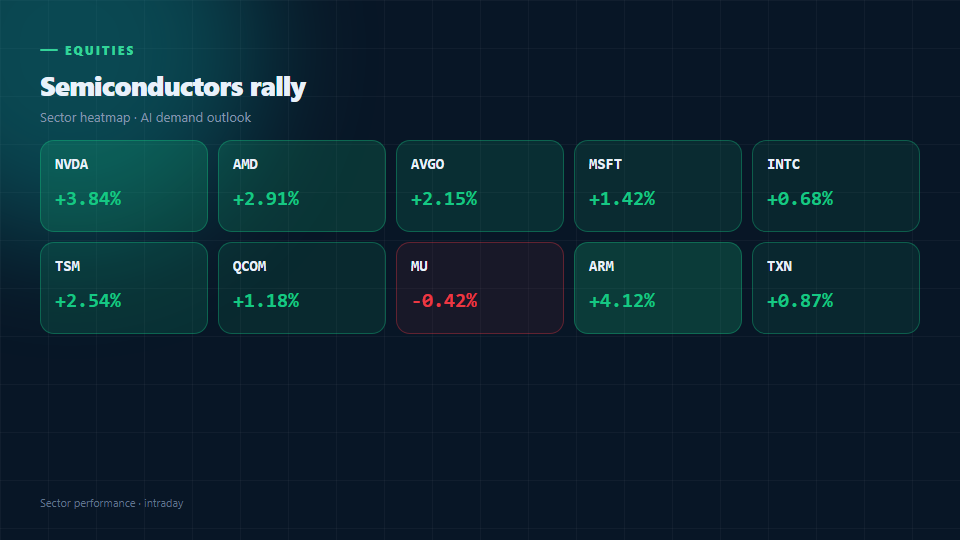 EQUITIES
Semiconductors rally
Sector heatmap · AI demand outlook
NVDA
+3.84%
AMD
+2.91%
AVGO
+2.15%
MSFT
+1.42%
INTC
+0.68%
TSM
+2.54%
QCOM
+1.18%
MU
-0.42%
ARM
+4.12%
TXN
+0.87%
Sector performance · intraday